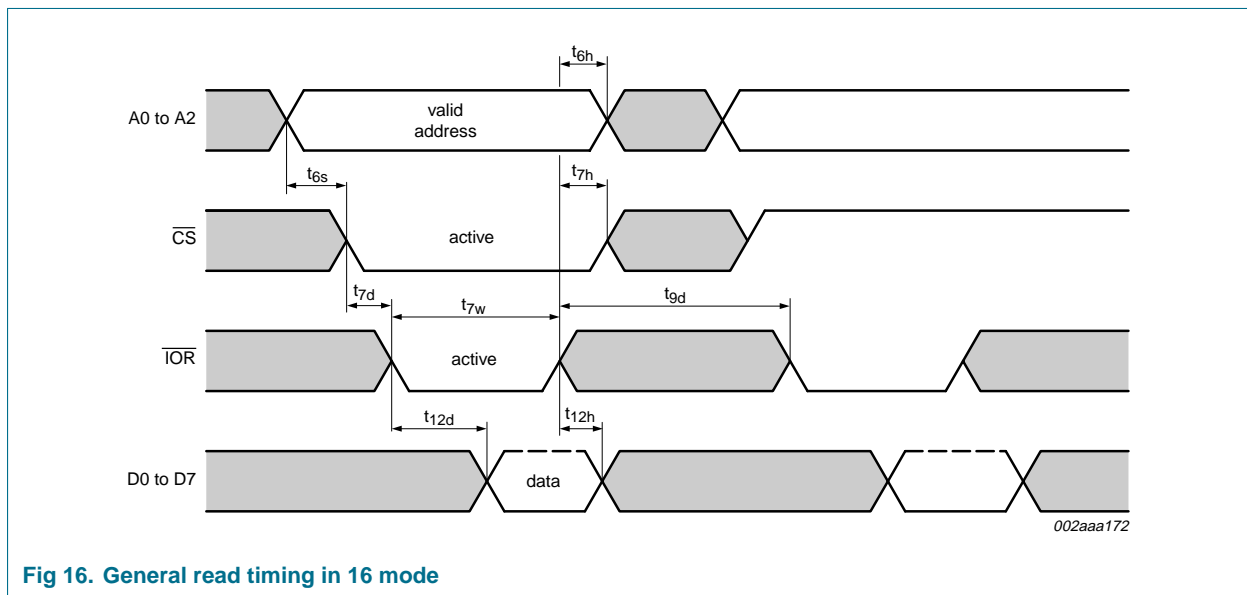 t6h
A0 to A2
valid
address
t6s
t7h
CS
active
t7d
t7w
t9d
IOR
active
t12d
t12h
D0 to D7
data
002aaa172
Fig 16. General read timing in 16 mode